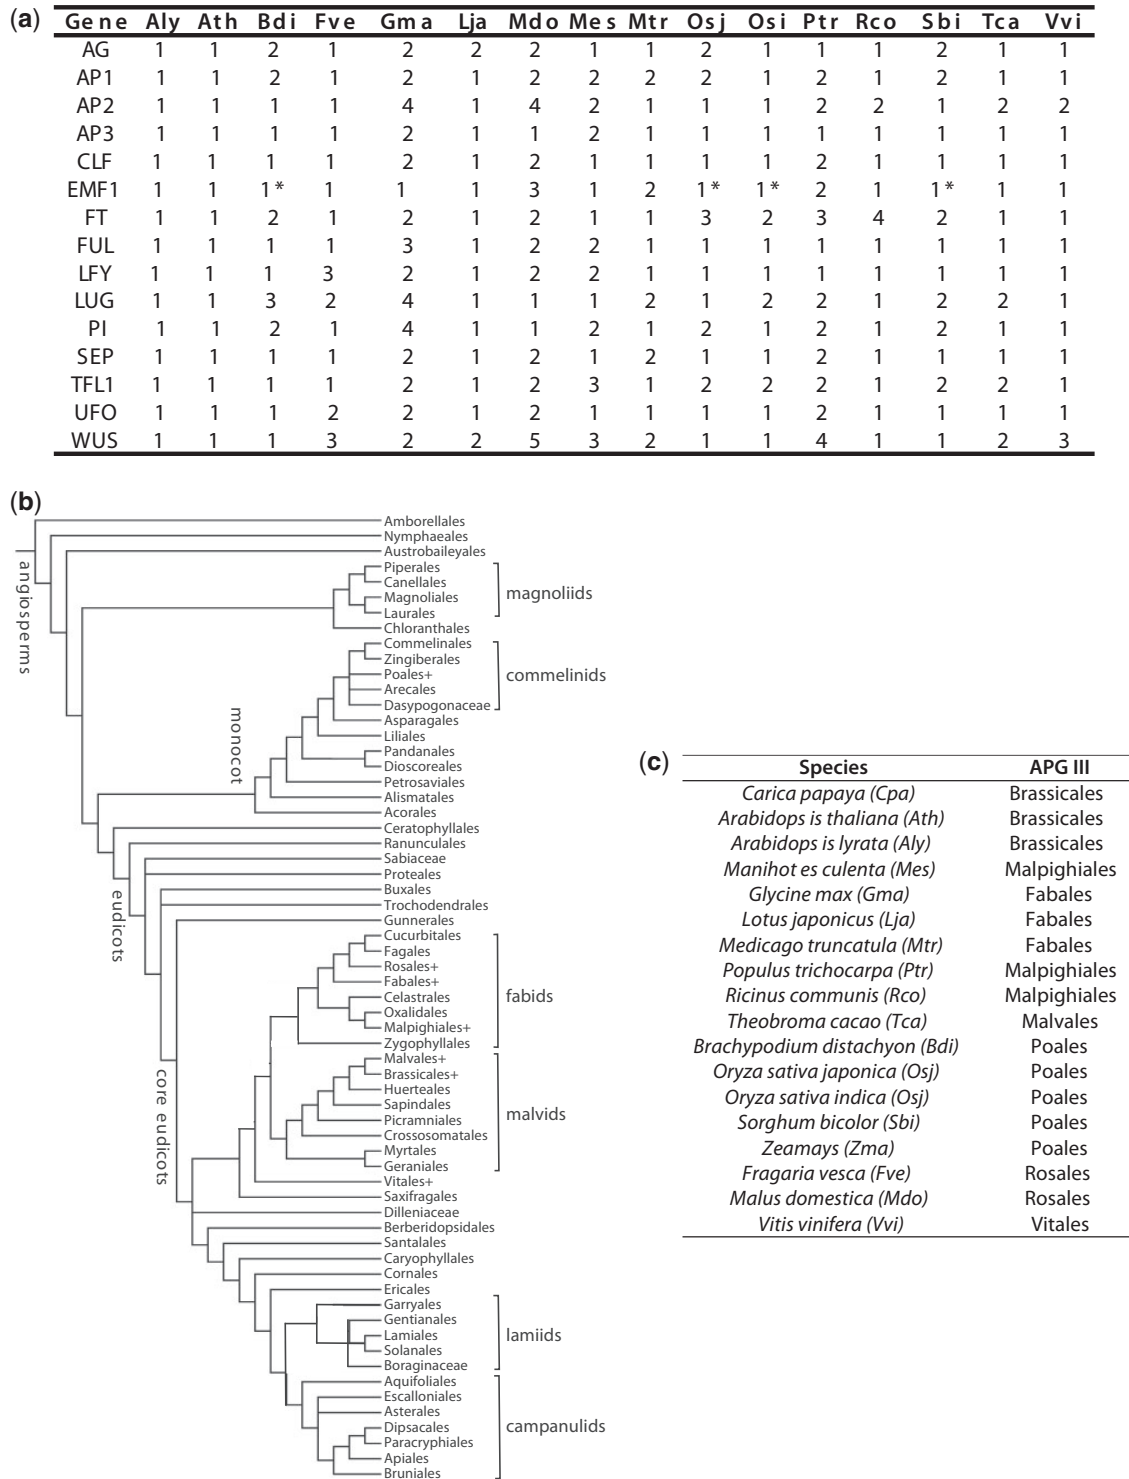 (a) Gene Aly Ath Bdi Fve Gma Lja Mdo Mes Mtr Osj Osi Ptr Rco Sbi Tca Vvi
AG 1 1 2 1 2 2 2 1 1 2 1 1 1 2 1 1
AP1 1 1 2 1 2 1 2 2 2 2 1 2 1 2 1 1
AP2 1 1 1 1 4 1 4 2 1 1 1 2 2 1 2 2
AP3 1 1 1 1 2 1 1 2 1 1 1 1 1 1 1 1
CLF 1 1 1 1 2 1 2 1 1 1 1 2 1 1 1 1
EMF1 1 1 1* 1 1 1 3 1 2 1* 1* 2 1 1* 1 1
FT 1 1 2 1 2 1 2 1 1 3 2 3 4 2 1 1
FUL 1 1 1 1 3 1 2 2 1 1 1 1 1 1 1 1
LFY 1 1 1 3 2 1 2 2 1 1 1 1 1 1 1 1
LUG 1 1 3 2 4 1 1 1 2 1 2 2 1 2 2 1
PI 1 1 2 1 4 1 1 2 1 2 1 2 1 2 1 1
SEP 1 1 1 1 2 1 2 1 2 1 1 2 1 1 1 1
TFL1 1 1 1 1 2 1 2 3 1 2 2 2 1 2 2 1
UFO 1 1 1 2 2 1 2 1 1 1 1 2 1 1 1 1
WUS 1 1 1 3 2 2 5 3 2 1 1 4 1 1 2 3
(b)
angiosperms
monocot
eudicots
core eudicots
Amborellales
Nymphaeales
Austrobaileyales
Piperales
Canellales
Magnoliales
Laurales
magnoliids
Chloranthales
Commelinales
Zingiberales
Poales+
Arecales
Dasypogonaceae
commelinids
Asparagales
Liliales
Pandanales
Dioscoreales
Petrosaviales
Alismatales
Acorales
Ceratophyllales
Ranunculales
Sabiaceae
Proteales
Buxales
Trochodendrales
Gunnerales
Cucurbitales
Fagales
Rosales+
Fabales+
Celastrales
Oxalidales
Malpighiales+
Zygophyllales
fabids
Malvales+
Brassicales+
Huerteales
Sapindales
Picramniales
Crossosomatales
Myrtales
Geraniales
malvids
Vitales+
Saxifragales
Dilleniaceae
Berberidopsidales
Santalales
Caryophyllales
Cornales
Ericales
Garryales
Gentianales
Lamiales
Solanales
Boraginaceae
lamiids
Aquifoliales
Escalloniales
Asterales
Dipsacales
Paracryphiales
Apiales
Bruniales
campanulids
(c) Species APG III
Carica papaya (Cpa) Brassicales
Arabidops is thaliana (Ath) Brassicales
Arabidops is lyrata (Aly) Brassicales
Manihot es culenta (Mes) Malpighiales
Glycine max (Gma) Fabales
Lotus japonicus (Lja) Fabales
Medicago truncatula (Mtr) Fabales
Populus trichocarpa (Ptr) Malpighiales
Ricinus communis (Rco) Malpighiales
Theobroma cacao (Tca) Malvales
Brachypodium distachyon (Bdi) Poales
Oryza sativa japonica (Osj) Poales
Oryza sativa indica (Osj) Poales
Sorghum bicolor (Sbi) Poales
Zeamays (Zma) Poales
Fragaria vesca (Fve) Rosales
Malus domestica (Mdo) Rosales
Vitis vinifera (Vvi) Vitales